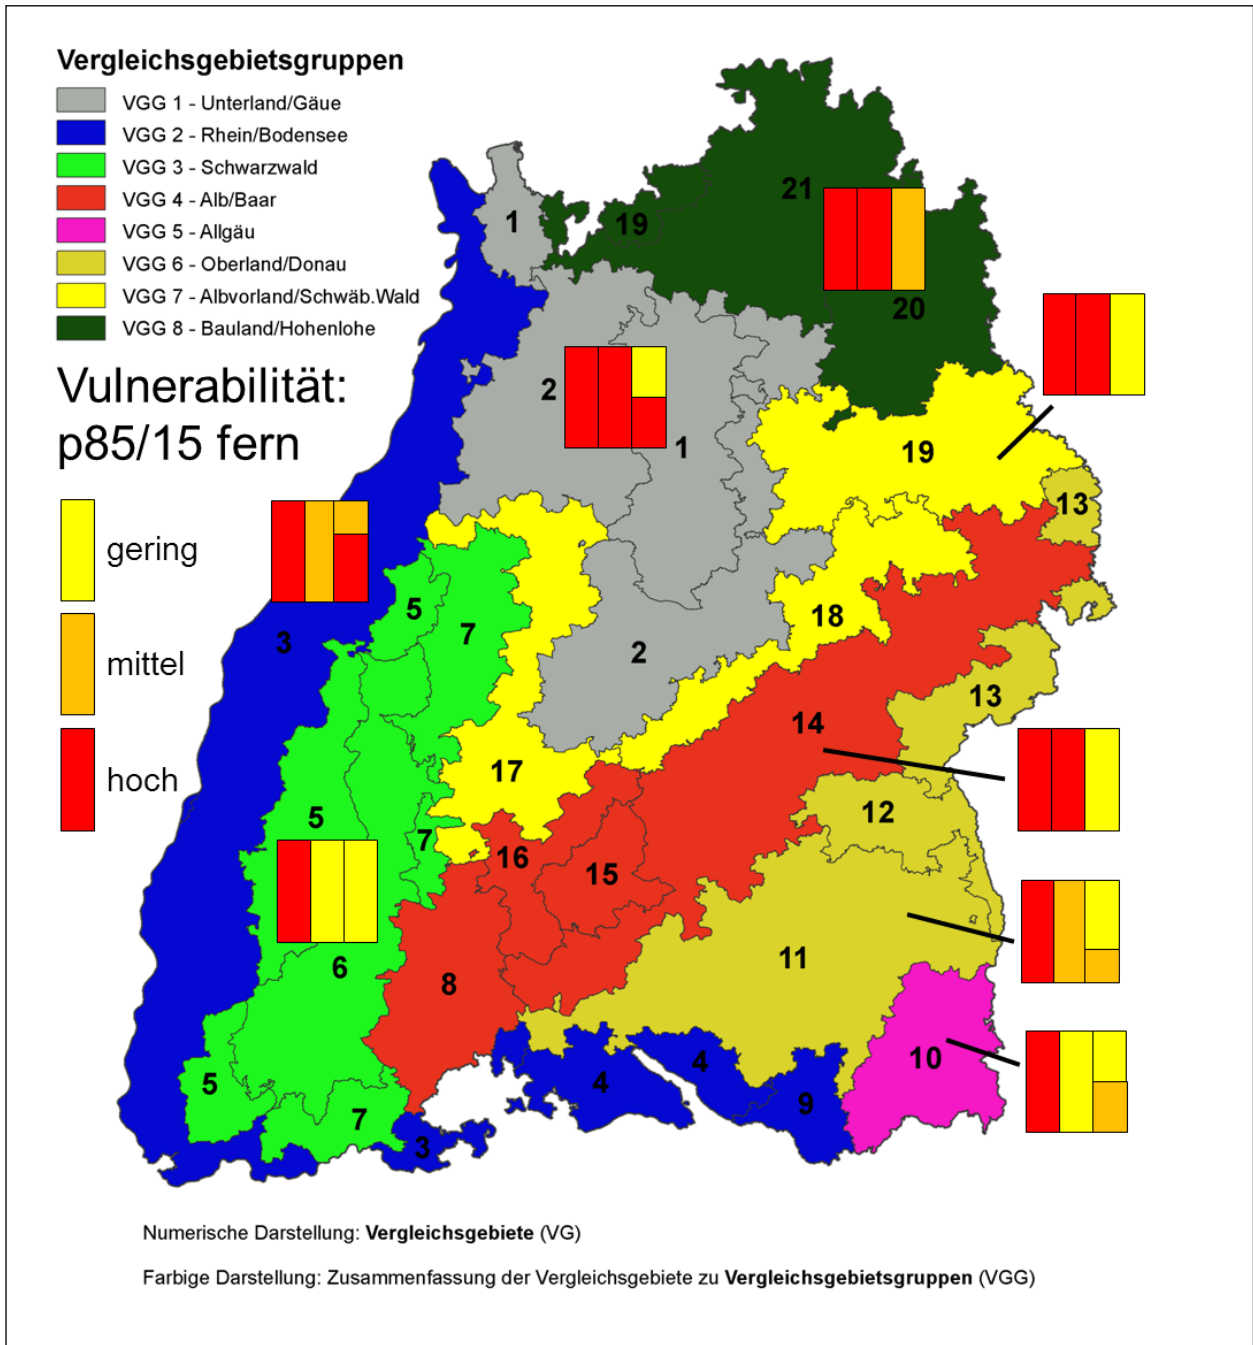 Vergleichsgebietsgruppen
VGG 1 - Unterland/Gäue
VGG 2 - Rhein/Bodensee
VGG 3 - Schwarzwald
VGG 4 - Alb/Baar
VGG 5 - Allgäu
VGG 6 - Oberland/Donau
VGG 7 - Albvorland/Schwäb.Wald
VGG 8 - Bauland/Hohenlohe
Vulnerabilität:
p85/15 fern
gering
mittel
hoch
21
1
19
20
2
1
19
13
5
7
18
3
2
13
14
17
5
7
12
16
15
11
6
8
10
5
4
4
9
7
3
Numerische Darstellung: Vergleichsgebiete (VG)
Farbige Darstellung: Zusammenfassung der Vergleichsgebiete zu Vergleichsgebietsgruppen (VGG)